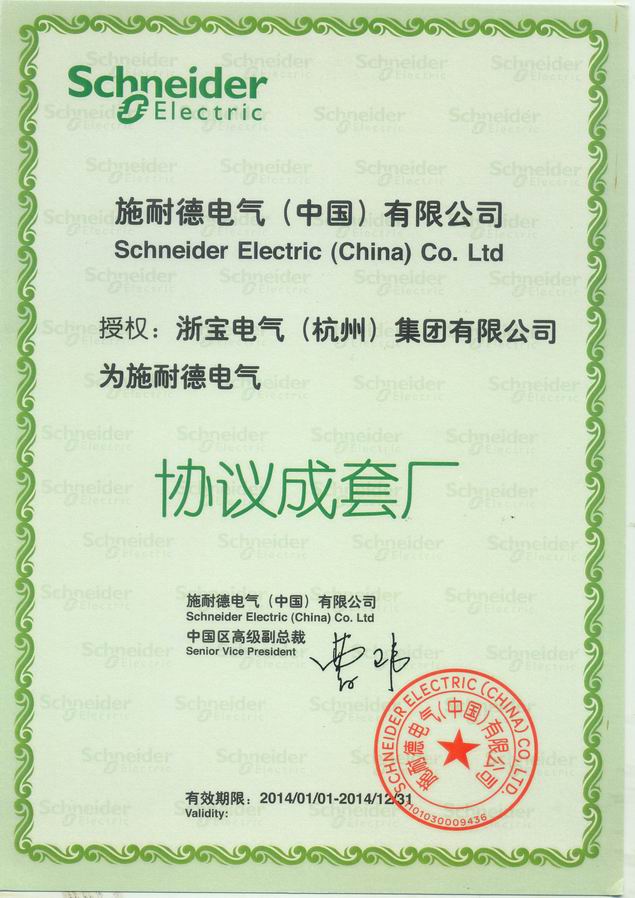 Schneider
Electric
施耐德电气（中国）有限公司
Schneider Electric (China) Co. Ltd
授权：浙宝电气（杭州）集团有限公司
为施耐德电气
协议成套厂
施耐德电气（中国）有限公司
Schneider Electric (China) Co. Ltd
中国区高级副总裁
Senior Vice President
SCHNEIDER ELECTRIC (CHINA) CO.LTD.
施耐德电气(中国)有限公司
101030009436
有效期限：2014/01/01-2014/12/31
Validity: